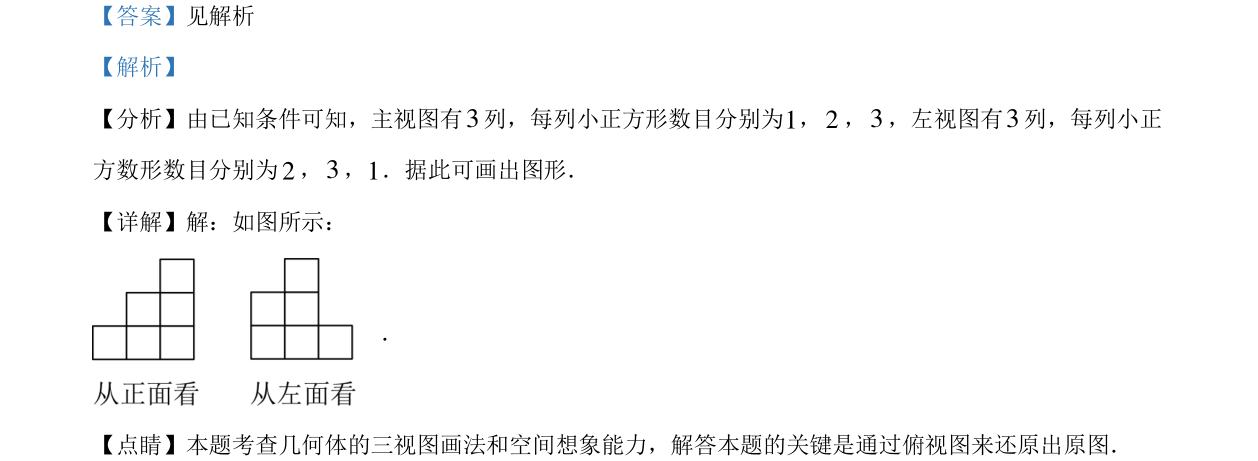 【答案】见解析
【解析】
【分析】由已知条件可知，主视图有3列，每列小正方形数目分别为1，2，3，左视图有3列，每列小正
方数形数目分别为2，3，1．据此可画出图形．
【详解】解：如图所示：
．
从正面看 从左面看
【点睛】本题考查几何体的三视图画法和空间想象能力，解答本题的关键是通过俯视图来还原出原图．